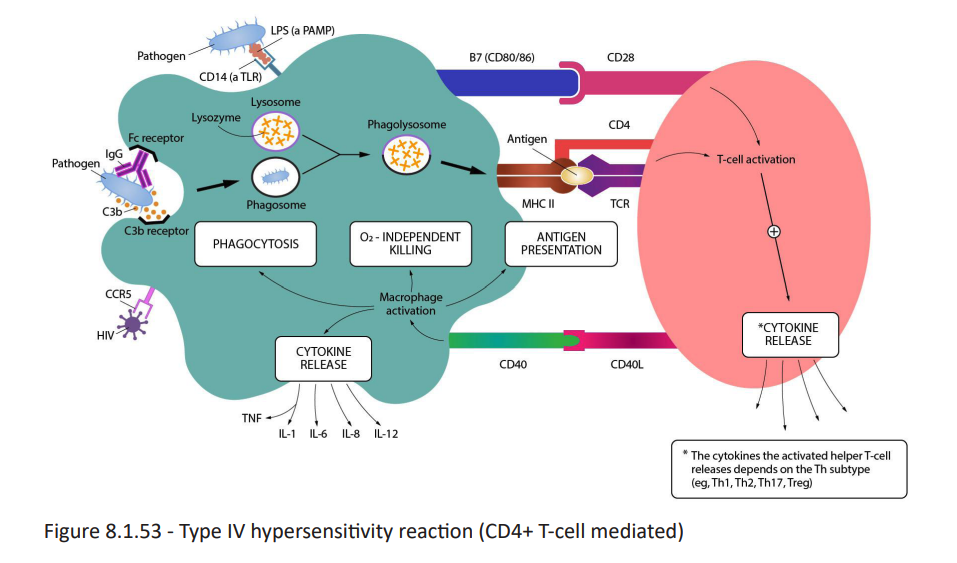 LPS (a PAMP)
Pathogen
CD14 (a TLR)
B7 (CD80/86)
CD28
Lysosome
Lysozyme
Phagolysosome
Fc receptor
IgG
Pathogen
C3b
C3b receptor
Phagosome
Antigen
CD4
MHC II
TCR
T-cell activation
PHAGOCYTOSIS
O₂ - INDEPENDENT
KILLING
ANTIGEN
PRESENTATION
+
CCR5
HIV
Macrophage
activation
CYTOKINE
RELEASE
CD40
CD40L
*CYTOKINE
RELEASE
TNF
IL-1
IL-6
IL-8
IL-12
* The cytokines the activated helper T-cell
releases depends on the Th subtype
(eg, Th1, Th2, Th17, Treg)
Figure 8.1.53 - Type IV hypersensitivity reaction (CD4+ T-cell mediated)